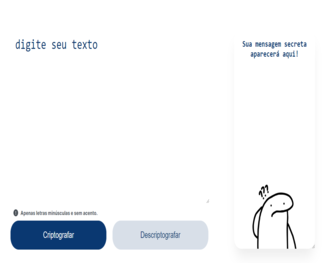 digite seu texto
Sua mensagem secreta
aparecerá aqui!
???
Apenas letras minúsculas e sem acento.
Criptografar
Descriptografar